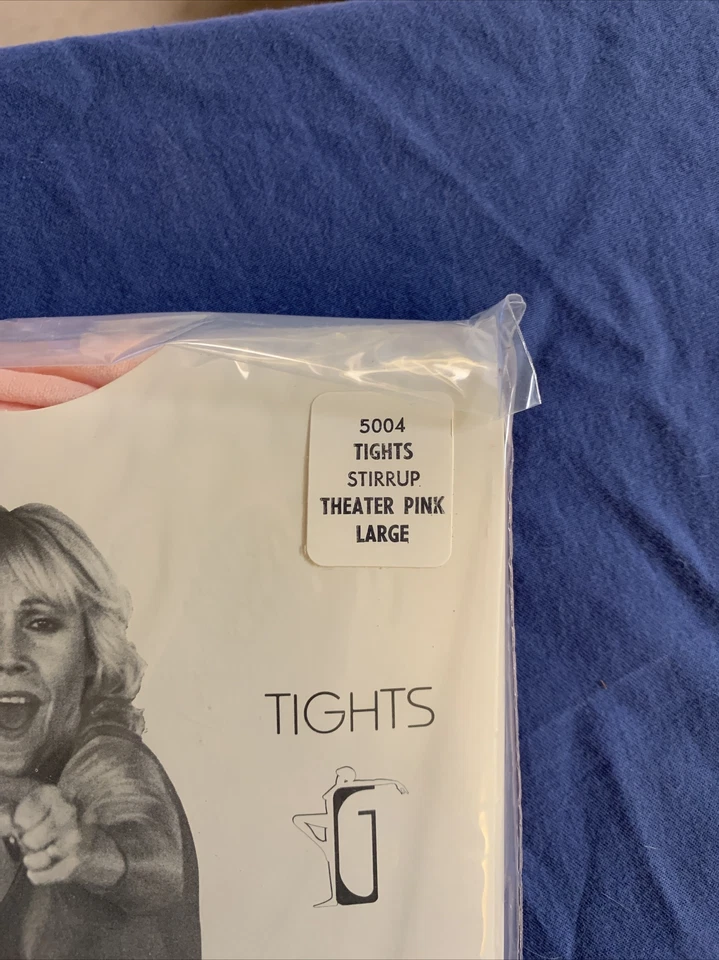 5004
TIGHTS
STIRRUP
THEATER PINK
LARGE
TIGHTS
G